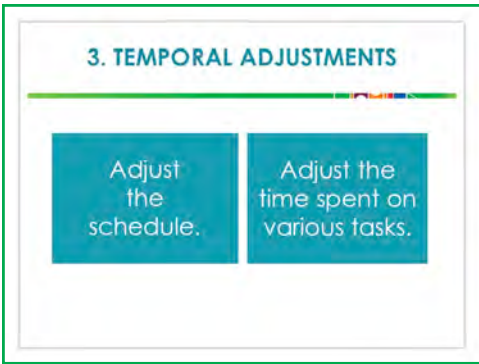 3. TEMPORAL ADJUSTMENTS
Adjust
the
schedule.
Adjust the
time spent on
various tasks.